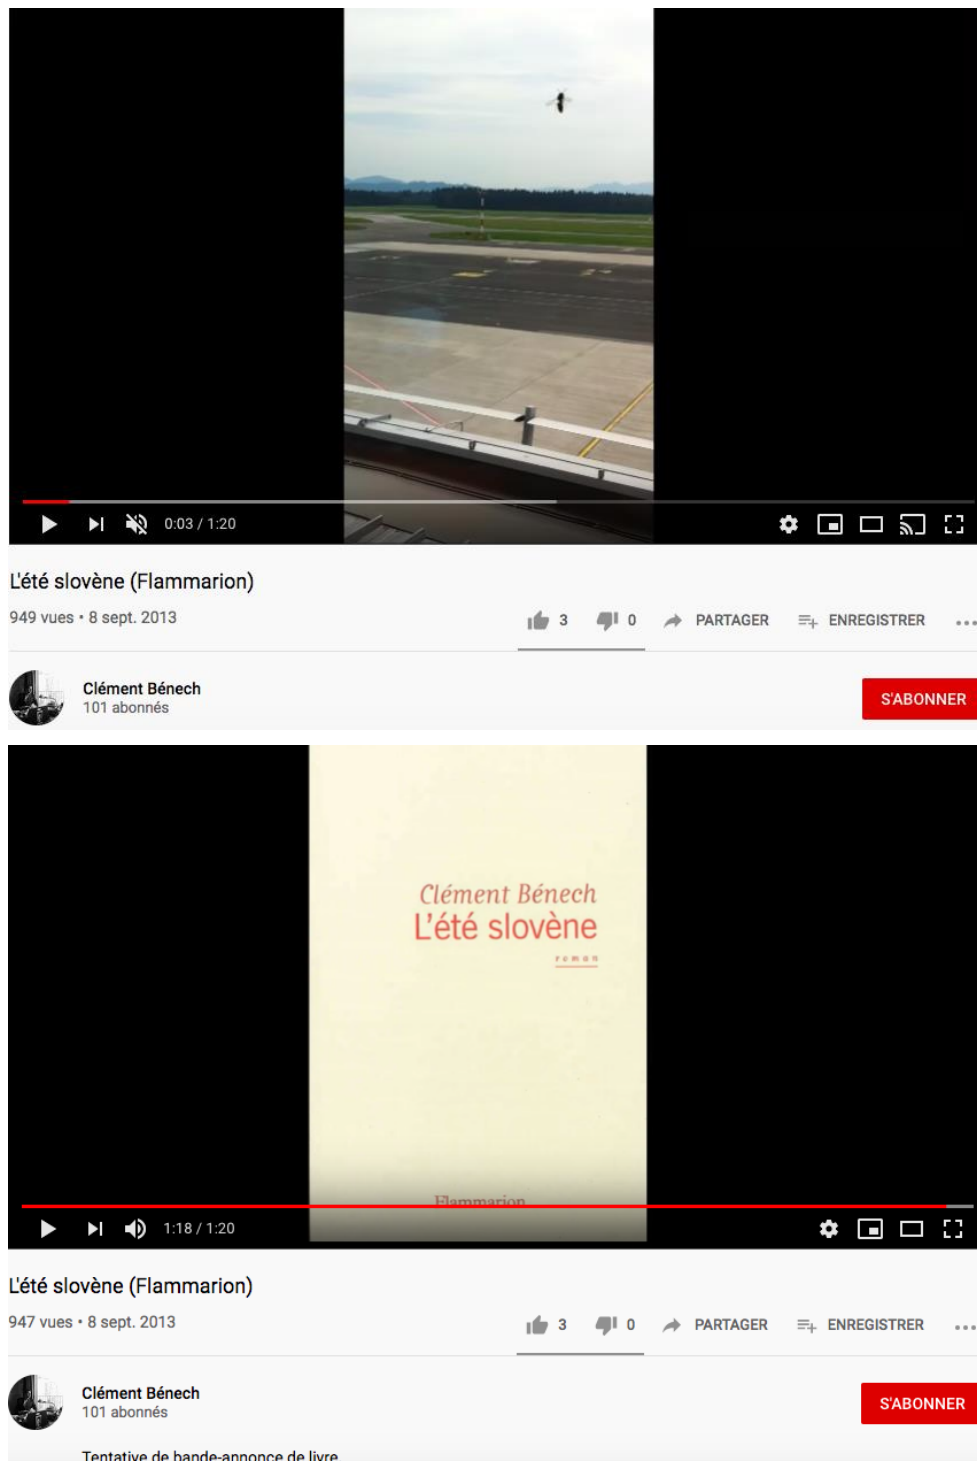 0:03 / 1:20
L'été slovène (Flammarion)
949 vues • 8 sept. 2013
3
0
PARTAGER
ENREGISTRER
Clément Bénech
101 abonnés
S'ABONNER
Clément Bénech
L'été slovène
roman
Flammarion
1:18 / 1:20
L'été slovène (Flammarion)
947 vues • 8 sept. 2013
3
0
PARTAGER
ENREGISTRER
Clément Bénech
101 abonnés
S'ABONNER
Tentative de bande-annonce de livre